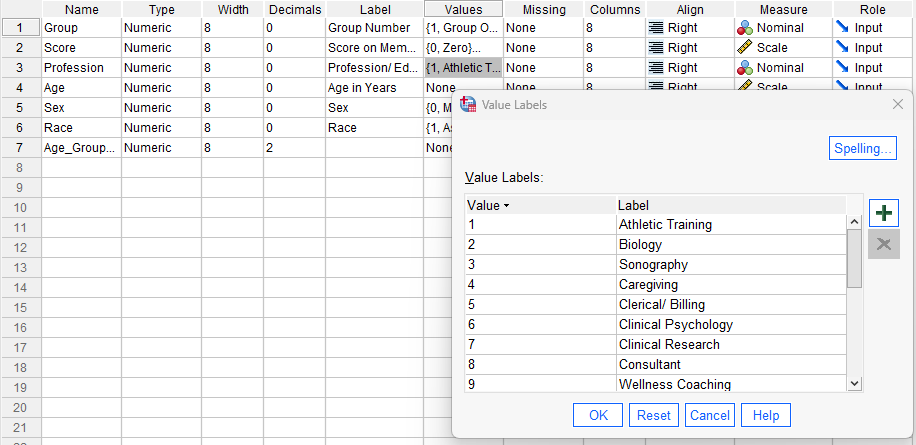 Name Type Width Decimals Label Values Missing Columns Align Measure Role
1 Group Numeric 8 0 Group Number {1, Group O... None 8 Right Nominal Input
2 Score Numeric 8 0 Score on Mem... {0, Zero}... None 8 Right Scale Input
3 Profession Numeric 8 0 Profession/ Ed... {1, Athletic T... None 8 Right Nominal Input
4 Age Numeric 8 0 Age in Years None None 8 Right Scale Input
5 Sex Numeric 8 0 Sex {0, M
6 Race Numeric 8 0 Race {1, As
7 Age_Group... Numeric 8 2 None
8
9
10
11
12
13
14
15
16
17
18
19
20
21
22
Value Labels
Spelling...
Value Labels:
Value Label
1 Athletic Training
2 Biology
3 Sonography
4 Caregiving
5 Clerical/ Billing
6 Clinical Psychology
7 Clinical Research
8 Consultant
9 Wellness Coaching
OK Reset Cancel Help